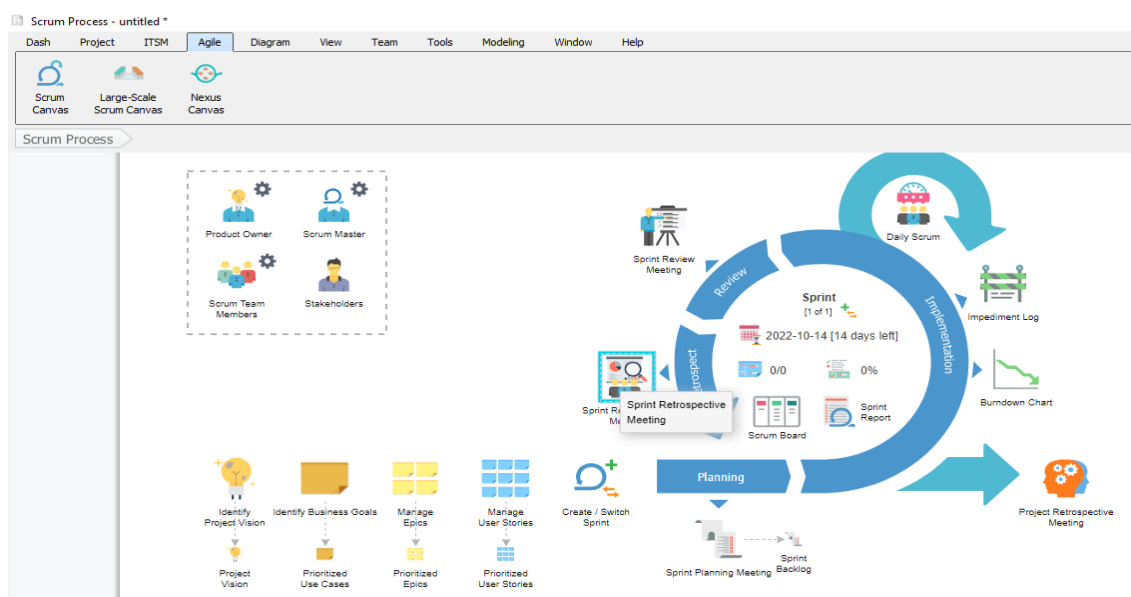 Scrum Process - untitled *
Dash Project ITSM Agile Diagram View Team Tools Modeling Window Help
Scrum
Canvas
Large-Scale
Scrum Canvas
Nexus
Canvas
Scrum Process
Product Owner
Scrum Master
Scrum Team
Members
Stakeholders
Sprint Review
Meeting
Daily Scrum
Review
Implementation
Sprint
[1 of 1]
2022-10-14 [14 days left]
0/0
0%
Impediment Log
Burndown Chart
Sprint Retrospective
Meeting
Scrum Board
Sprint
Report
Planning
Identify
Project Vision
Identify Business Goals
Manage
Epics
Manage
User Stories
Create / Switch
Sprint
Project Retrospective
Meeting
Project
Vision
Prioritized
Use Cases
Prioritized
Epics
Prioritized
User Stories
Sprint Planning Meeting
Sprint
Backlog